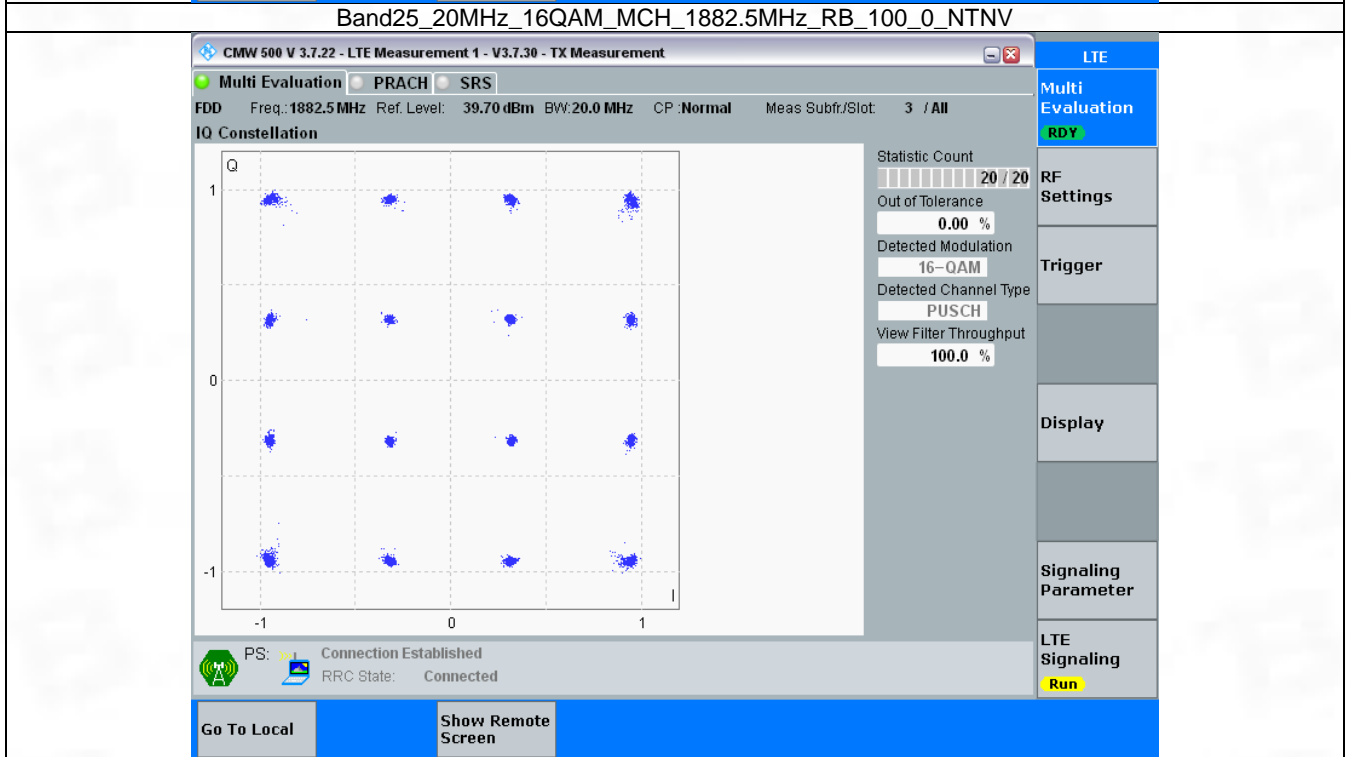 Band25_20MHz_16QAM_MCH_1882.5MHz_RB_100_0_NTNV
CMW 500 V 3.7.22 - LTE Measurement 1 - V3.7.30 - TX Measurement
LTE
Multi Evaluation PRACH SRS
FDD Freq.:1882.5 MHz Ref. Level: 39.70 dBm BW:20.0 MHz CP :Normal Meas Subfr./Slot: 3 / All
IQ Constellation
Q
1
0
-1
-1 0 1
I
Statistic Count
20 / 20
Out of Tolerance
0.00 %
Detected Modulation
16-QAM
Detected Channel Type
PUSCH
View Filter Throughput
100.0 %
Multi
Evaluation
RDY
RF
Settings
Trigger
Display
Signaling
Parameter
LTE
Signaling
Run
PS: Connection Established
RRC State: Connected
Go To Local
Show Remote
Screen